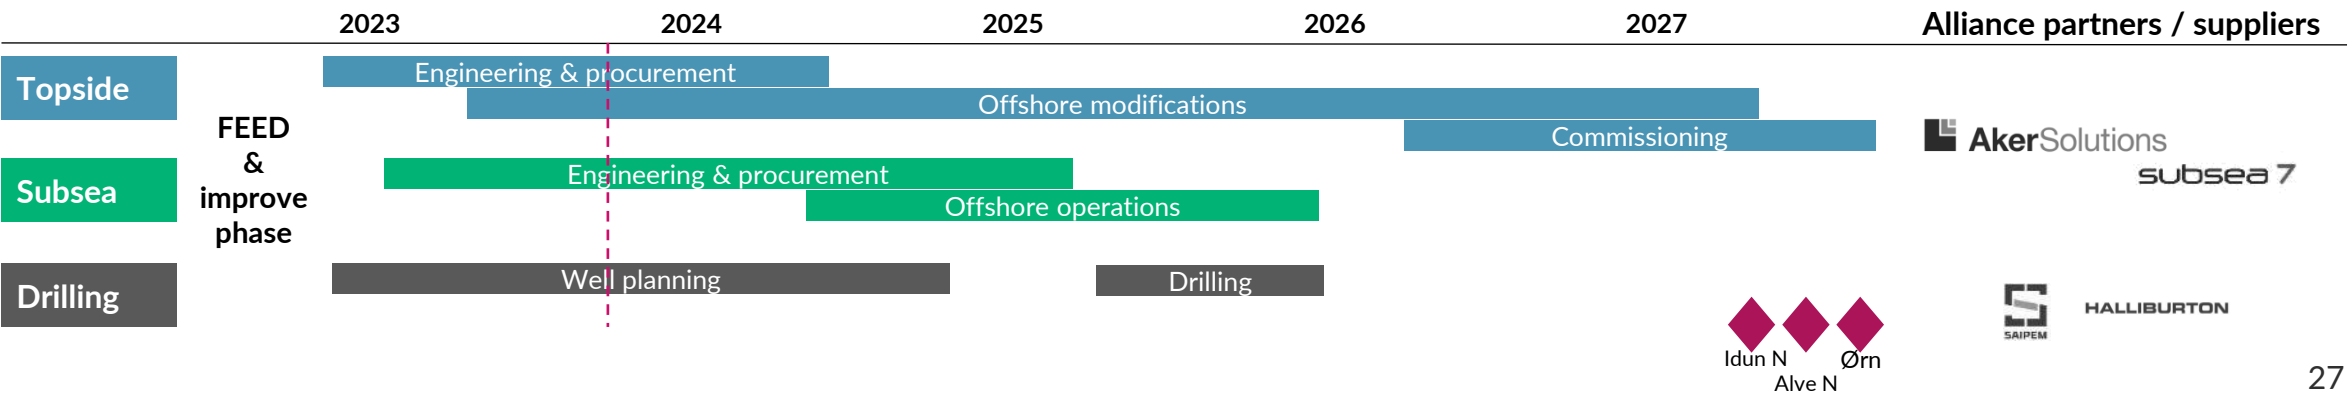 2023 2024 2025 2026 2027 Alliance partners / suppliers
Topside
Engineering & procurement
Offshore modifications
Commissioning
FEED
&
improve
phase
AkerSolutions
subsea 7
Subsea
Engineering & procurement
Offshore operations
Drilling
Well planning
Drilling
SAIPEM
HALLIBURTON
Idun N
Alve N
Ørn
27